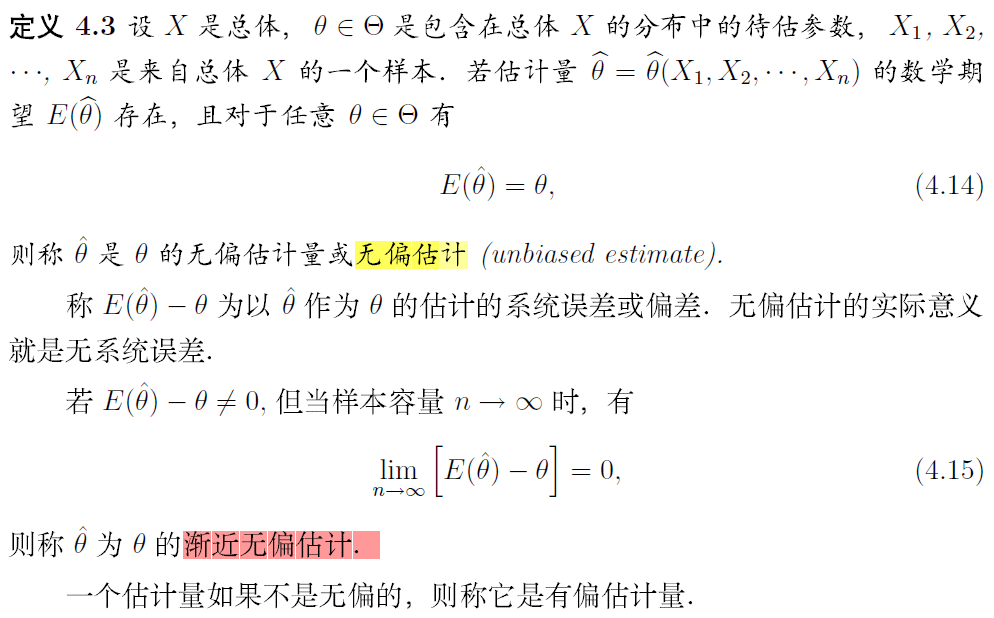 定义 4.3 设 X 是总体， θ ∈ Θ 是包含在总体 X 的分布中的待估参数， X₁, X₂,
⋯, Xₙ 是来自总体 X 的一个样本. 若估计量 θ̂ = θ̂(X₁, X₂, ⋯, Xₙ) 的数学期
望 E(θ̂) 存在，且对于任意 θ ∈ Θ 有
E(θ̂) = θ, (4.14)
则称 θ̂ 是 θ 的无偏估计量或无偏估计 (unbiased estimate).
称 E(θ̂) − θ 为以 θ̂ 作为 θ 的估计的系统误差或偏差. 无偏估计的实际意义
就是无系统误差.
若 E(θ̂) − θ ≠ 0, 但当样本容量 n → ∞ 时，有
lim_{n→∞} [E(θ̂) − θ] = 0, (4.15)
则称 θ̂ 为 θ 的渐近无偏估计.
一个估计量如果不是无偏的，则称它是有偏估计量.